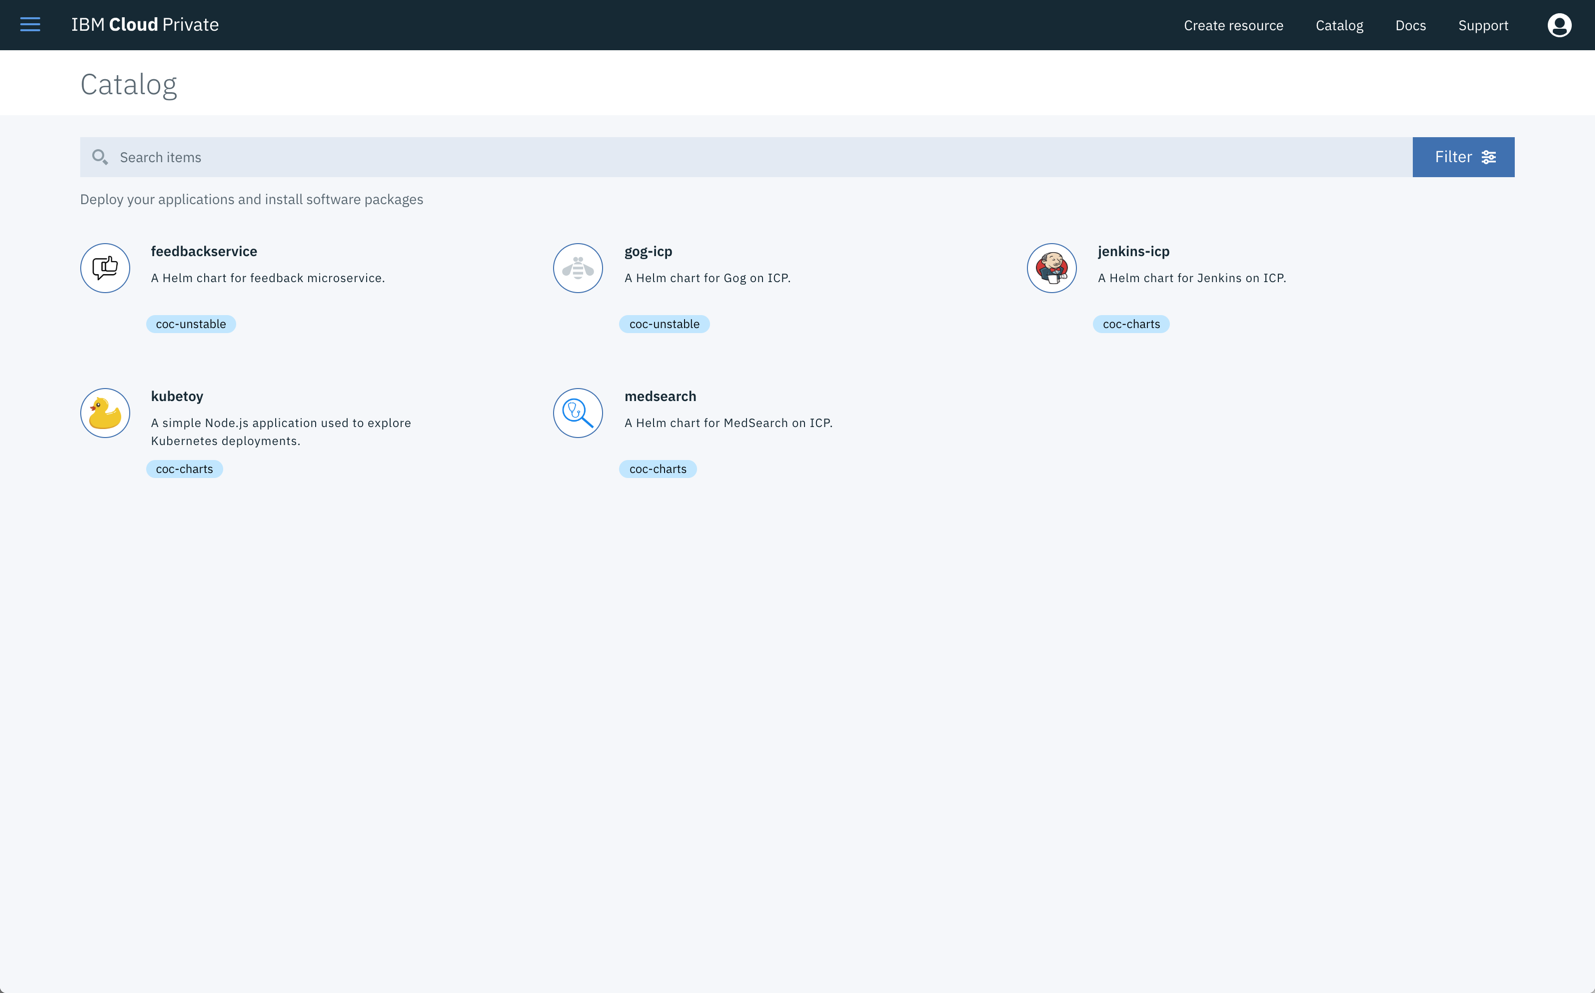 IBM Cloud Private
Create resource
Catalog
Docs
Support
Catalog
Search items
Filter
Deploy your applications and install software packages
feedbackservice
A Helm chart for feedback microservice.
coc-unstable
gog-icp
A Helm chart for Gog on ICP.
coc-unstable
jenkins-icp
A Helm chart for Jenkins on ICP.
coc-charts
kubetoy
A simple Node.js application used to explore
Kubernetes deployments.
coc-charts
medsearch
A Helm chart for MedSearch on ICP.
coc-charts